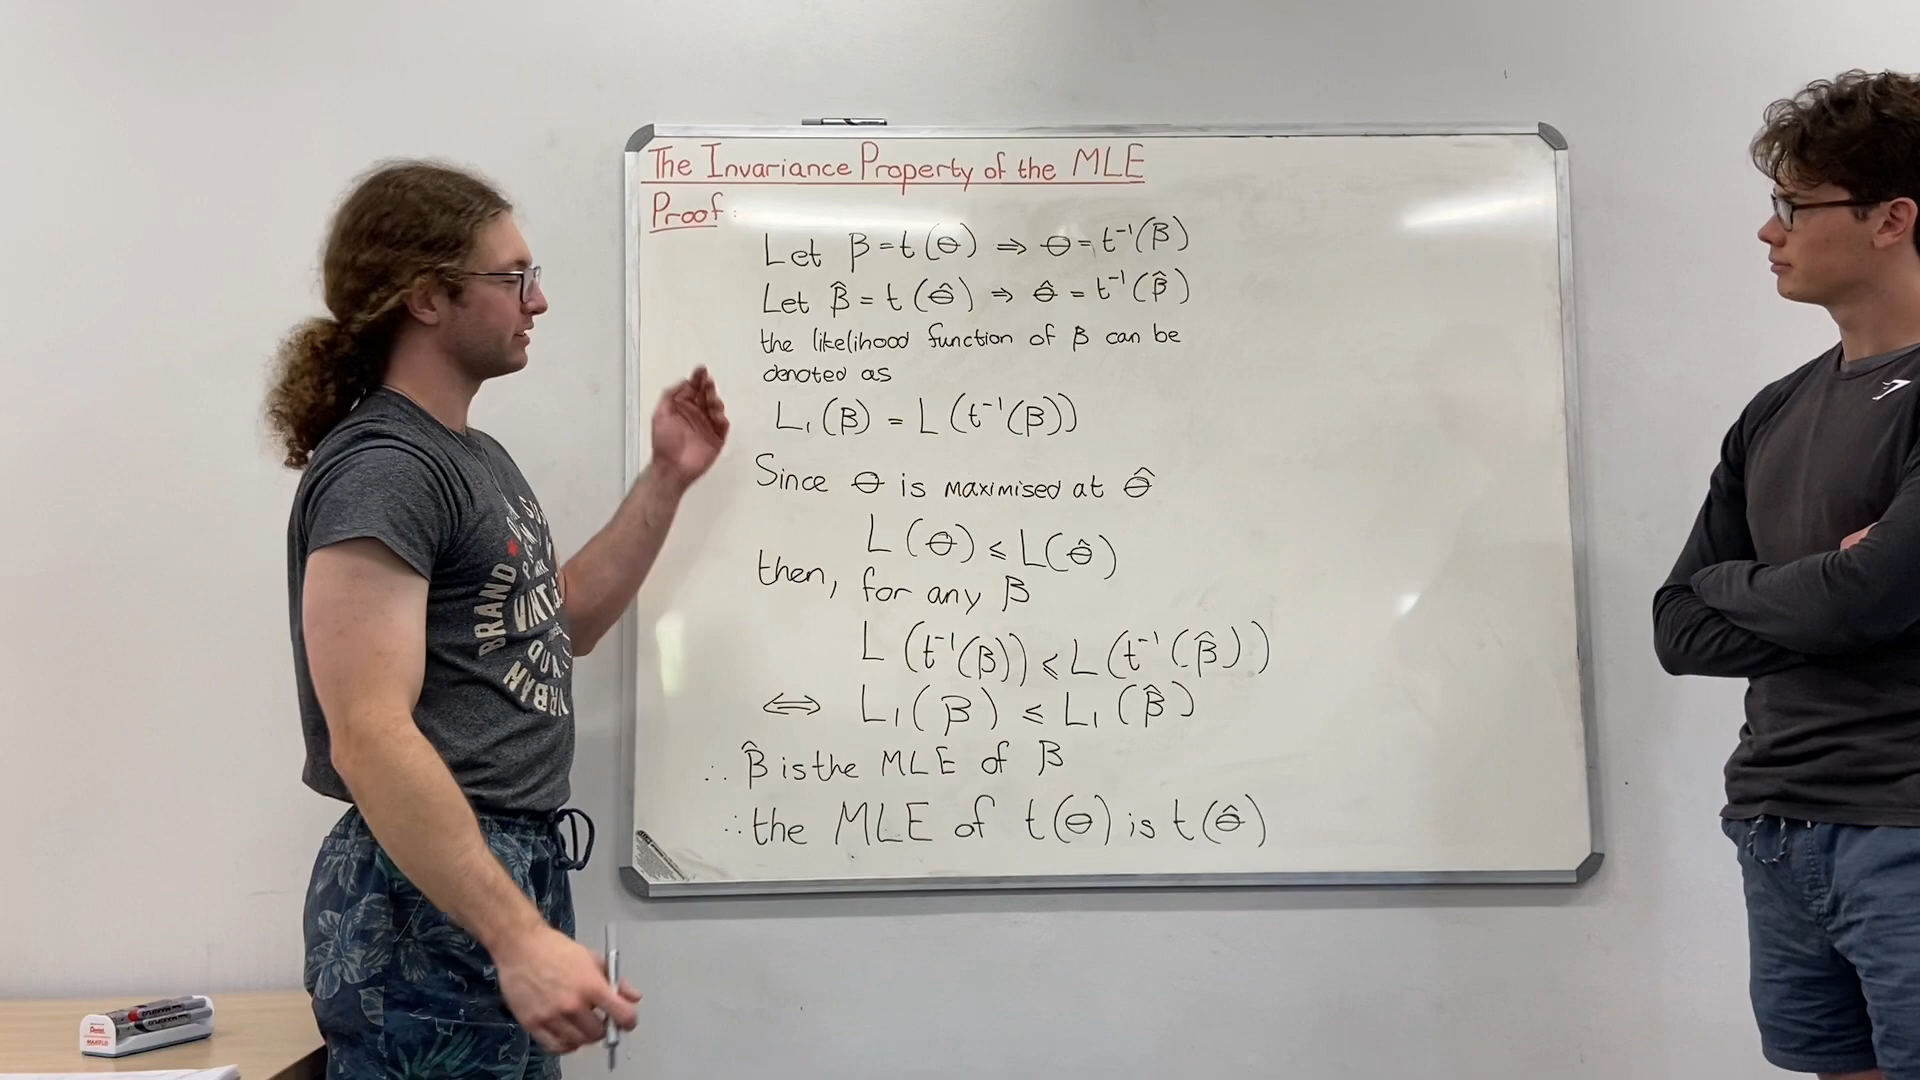 The Invariance Property of the MLE
Proof:
Let β = t(θ) ⇒ θ = t⁻¹(β)
Let β̂ = t(θ̂) ⇒ θ̂ = t⁻¹(β̂)
the likelihood function of β can be
denoted as
L₁(β) = L(t⁻¹(β))
Since θ is maximised at θ̂
L(θ) ⩽ L(θ̂)
then, for any β
L(t⁻¹(β)) ⩽ L(t⁻¹(β̂))
⟺ L₁(β) ⩽ L₁(β̂)
∴ β̂ is the MLE of β
∴ the MLE of t(θ) is t(θ̂)
BRAND
URBAN